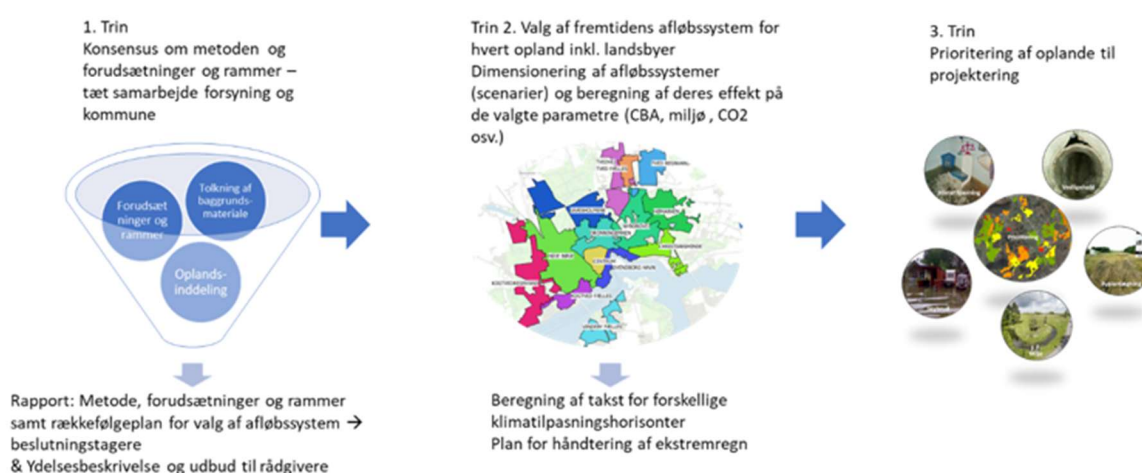 1. Trin
Konsensus om metoden og
forudsætninger og rammer –
tæt samarbejde forsyning og
kommune
Forudsæt
ninger og
rammer
Tolkning af
baggrunds-
materiale
Oplands-
inddeling
Rapport: Metode, forudsætninger og rammer
samt rækkefølgeplan for valg af afløbssystem →
beslutningstagere
& Ydelsesbeskrivelse og udbud til rådgivere
Trin 2. Valg af fremtidens afløbssystem for
hvert opland inkl. landsbyer
Dimensionering af afløbssystemer
(scenarier) og beregning af deres effekt på
de valgte parametre (CBA, miljø , CO2
osv.)
Beregning af takst for forskellige
klimatilpasningshorisonter
Plan for håndtering af ekstremregn
3. Trin
Prioritering af oplande til
projektering